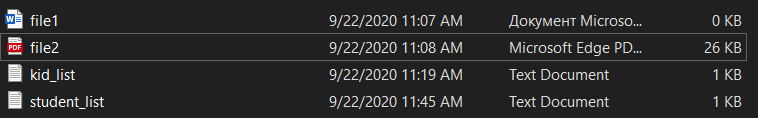 file1 9/22/2020 11:07 AM Документ Microso... 0 KB
PDF file2 9/22/2020 11:08 AM Microsoft Edge PD... 26 KB
kid_list 9/22/2020 11:19 AM Text Document 1 KB
student_list 9/22/2020 11:45 AM Text Document 1 KB